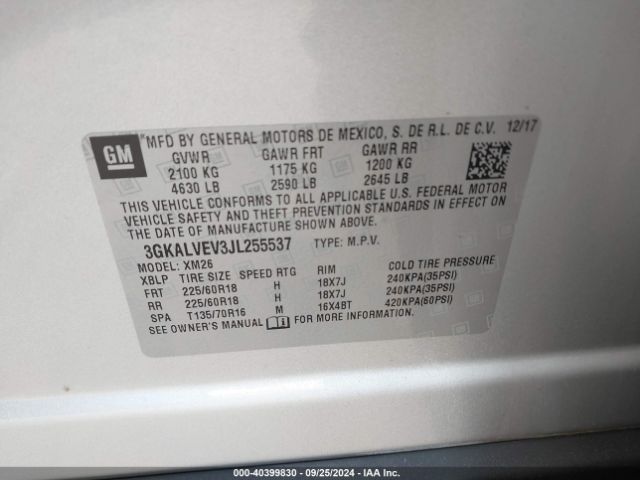 GM
MFD BY GENERAL MOTORS DE MEXICO, S. DE R.L. DE C.V. 12/17
GVWR GAWR FRT GAWR RR
2100 KG 1175 KG 1200 KG
4630 LB 2590 LB 2645 LB
THIS VEHICLE CONFORMS TO ALL APPLICABLE U.S. FEDERAL MOTOR
VEHICLE SAFETY AND THEFT PREVENTION STANDARDS IN EFFECT ON
THE DATE OF MANUFACTURE SHOWN ABOVE.
3GKALVEV3JL255537 TYPE: M.P.V.
MODEL: XM26
XBLP TIRE SIZE SPEED RTG RIM COLD TIRE PRESSURE
FRT 225/60R18 H 18X7J 240KPA(35PSI)
RR 225/60R18 H 18X7J 240KPA(35PSI)
SPA T135/70R16 M 16X4BT 420KPA(60PSI)
SEE OWNER'S MANUAL FOR MORE INFORMATION.
00-40399830 - 09/25/2024 - IAA Inc.